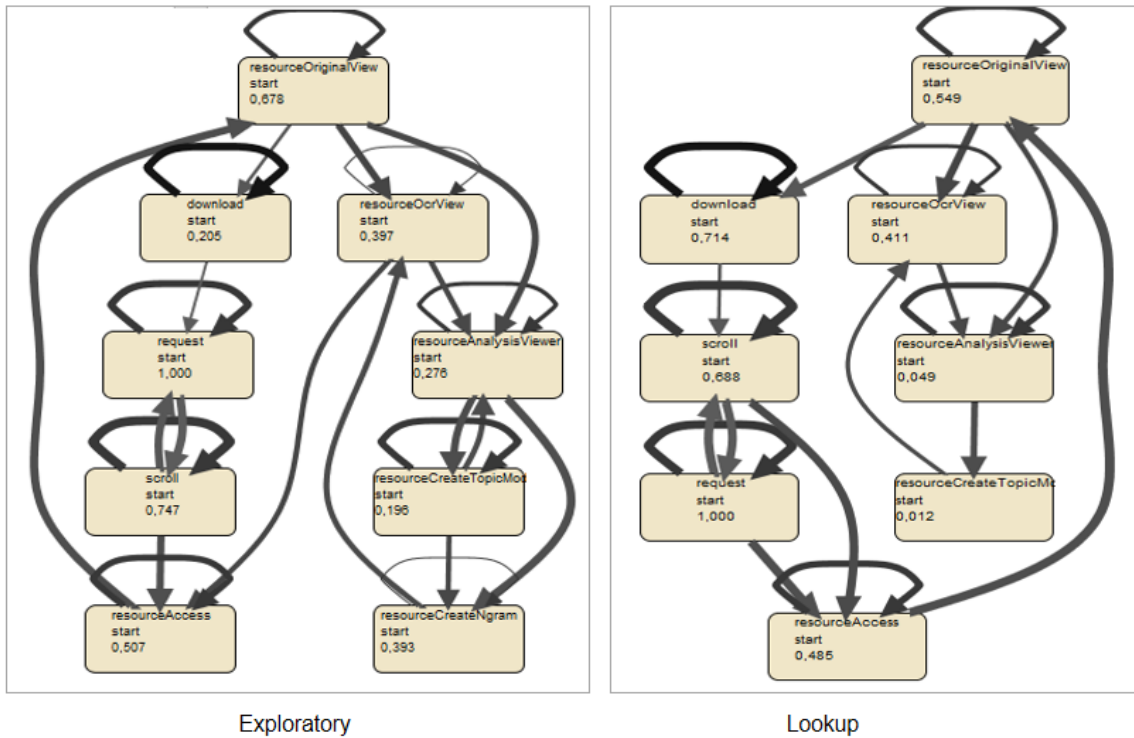 resourceOriginalView
start
0,678
download
start
0,205
resourceOcrView
start
0,397
request
start
1,000
resourceAnalysisViewer
start
0,276
scroll
start
0,747
resourceCreateTopicMod
start
0,196
resourceAccess
start
0,507
resourceCreateNgram
start
0,393
Exploratory
resourceOriginalView
start
0,549
download
start
0,714
resourceOcrView
start
0,411
scroll
start
0,688
resourceAnalysisViewer
start
0,049
request
start
1,000
resourceCreateTopicMo
start
0,012
resourceAccess
start
0,485
Lookup